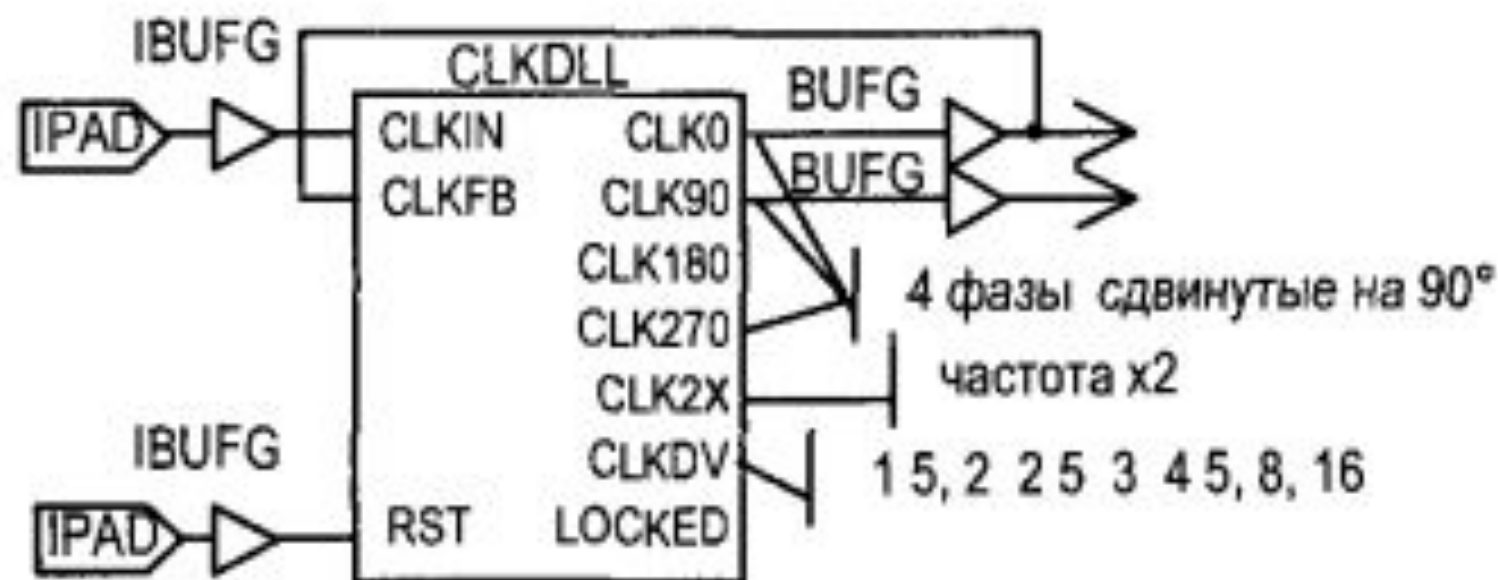 IBUFG
CLKDLL
BUFG
IPAD
CLKIN
CLK0
BUFG
CLKFB
CLK90
CLK180
4 фазы сдвинутые на 90°
CLK270
частота x2
CLK2X
IBUFG
CLKDV
1 5, 2 2 5 3 4 5, 8, 16
IPAD
RST
LOCKED